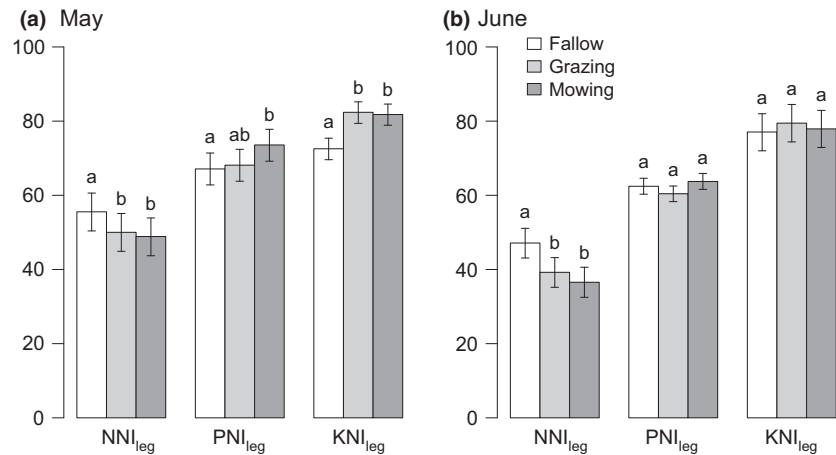 (a) May
100
80
60
40
20
0
a b b
a ab b
a b b
NNIleg PNIleg KNIleg
(b) June
Fallow
Grazing
Mowing
100
80
60
40
20
0
a b b
a a a
a a a
NNIleg PNIleg KNIleg